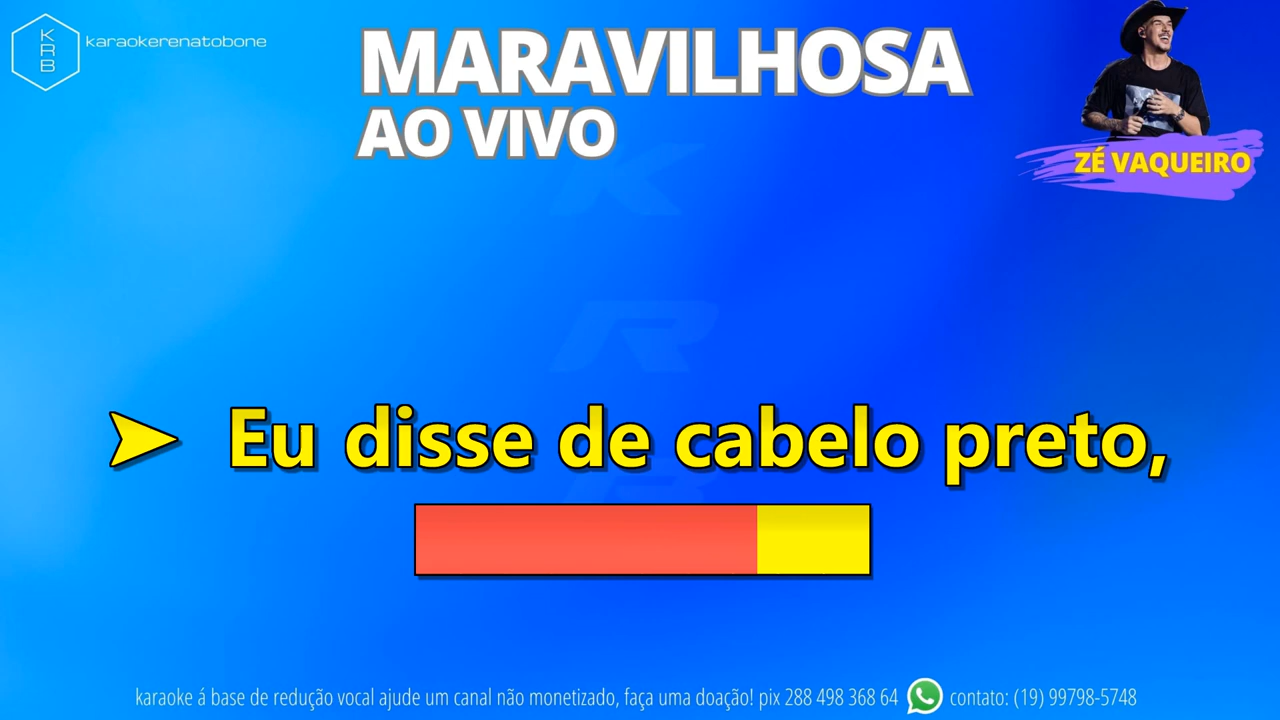 KRB
karaokerenatobone
MARAVILHOSA
AO VIVO
ZÉ VAQUEIRO
K
R
B
Eu disse de cabelo preto,
karaoke á base de redução vocal ajude um canal não monetizado, faça uma doação! pix 288 498 368 64 contato: (19) 99798-5748